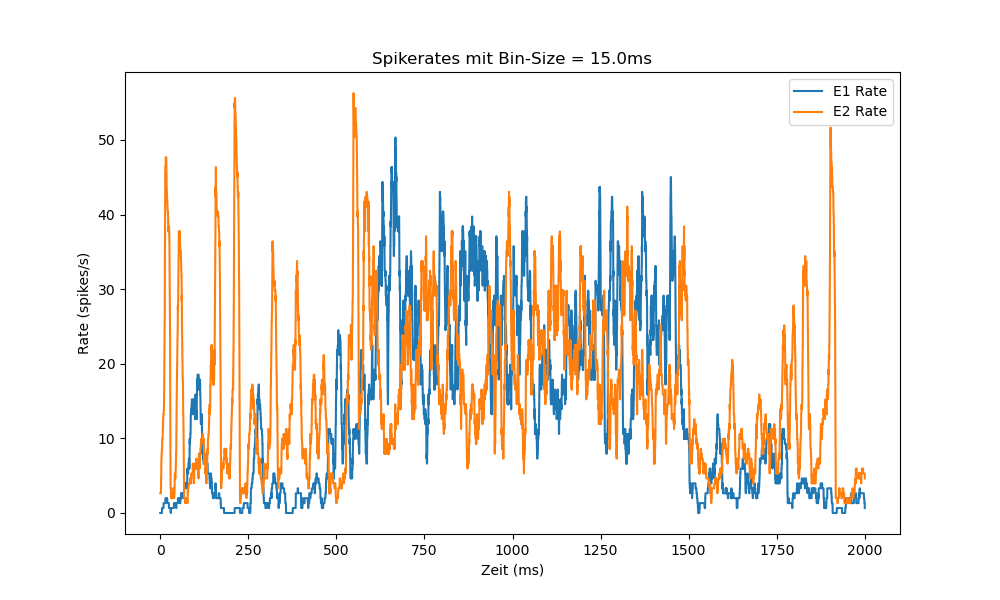 Spikerates mit Bin-Size = 15.0ms
E1 Rate
E2 Rate
Rate (spikes/s)
50
40
30
20
10
0
0 250 500 750 1000 1250 1500 1750 2000
Zeit (ms)